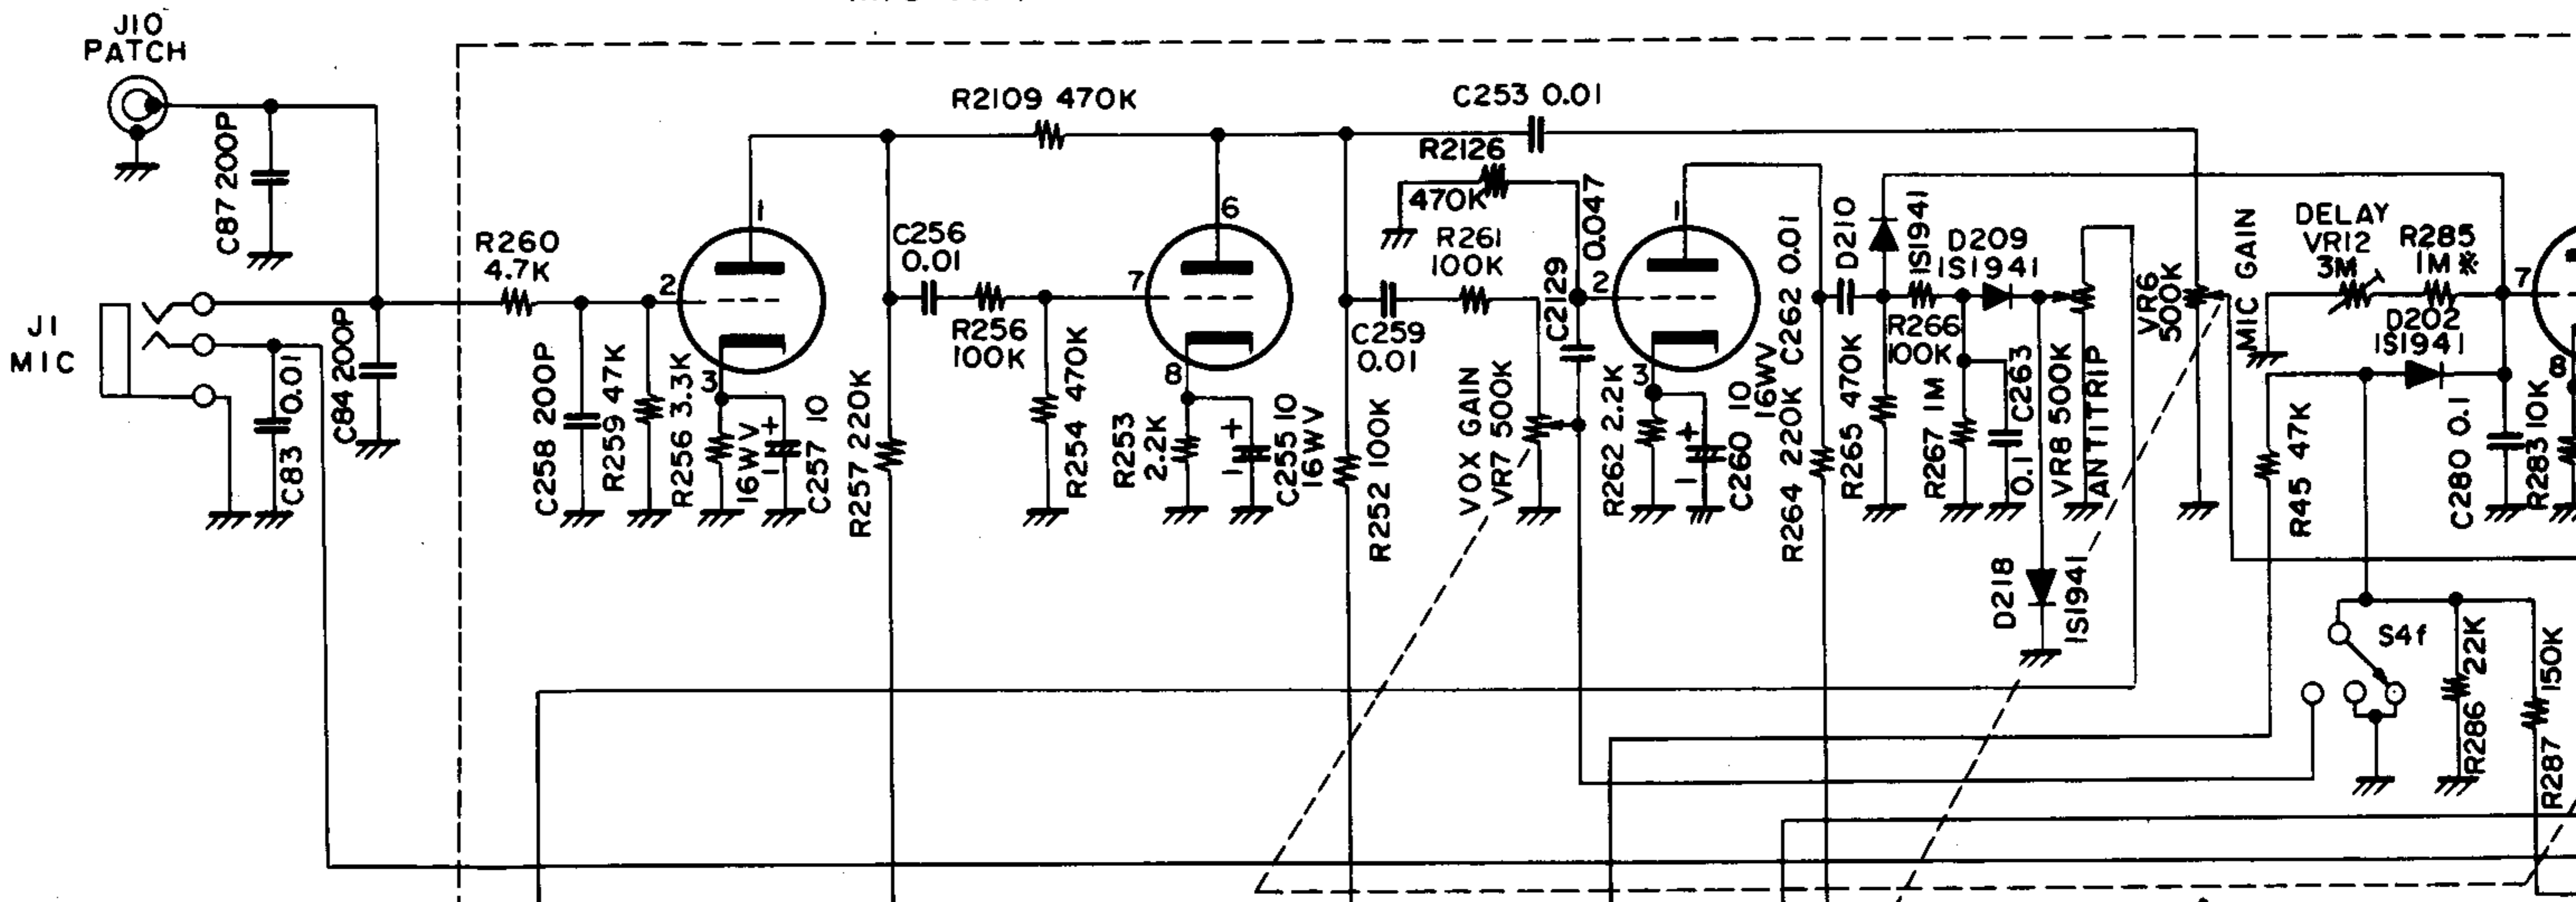 J10
PATCH
C87 200P
J1
MIC
C83 0.01
C84 200P
R260
4.7K
C258 200P
R259 47K
R256 3.3K
2
1
3
16WV
+
-
C257 10
R2109 470K
R257 220K
C256
0.01
R256
100K
R254 470K
7
6
8
R253
2.2K
+
-
C255 10
16WV
C253 0.01
R2126
470K
R261
100K
C259
0.01
R252 100K
VOX GAIN
VR7 500K
C2129
0.047
2
1
3
R262 2.2K
+
-
C260 10
16WV
R264 220K
C262 0.01
D210
1S1941
R265 470K
R266
100K
D209
1S1941
R267 1M
0.1 C263
VR8 500K
ANTITRIP
D218
1S1941
VR6
500K
MIC GAIN
DELAY
VR12
3M
R285
1M ※
D202
1S1941
7
8
R45 47K
C280 0.1
R283 10K
S4f
R286 22K
R287 150K